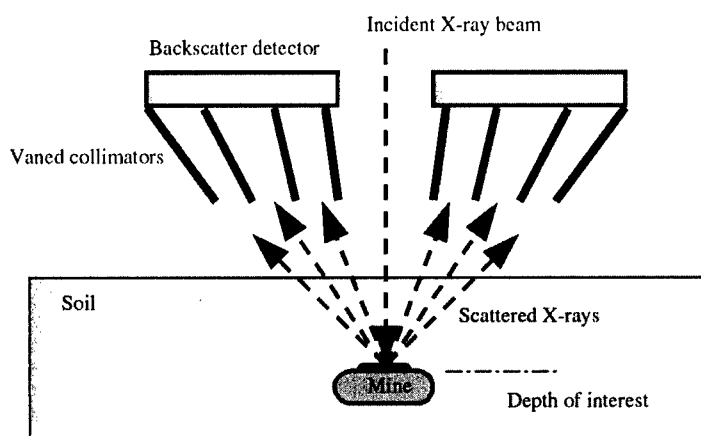 Incident X-ray beam
Backscatter detector
Vaned collimators
Soil
Scattered X-rays
Mine
Depth of interest